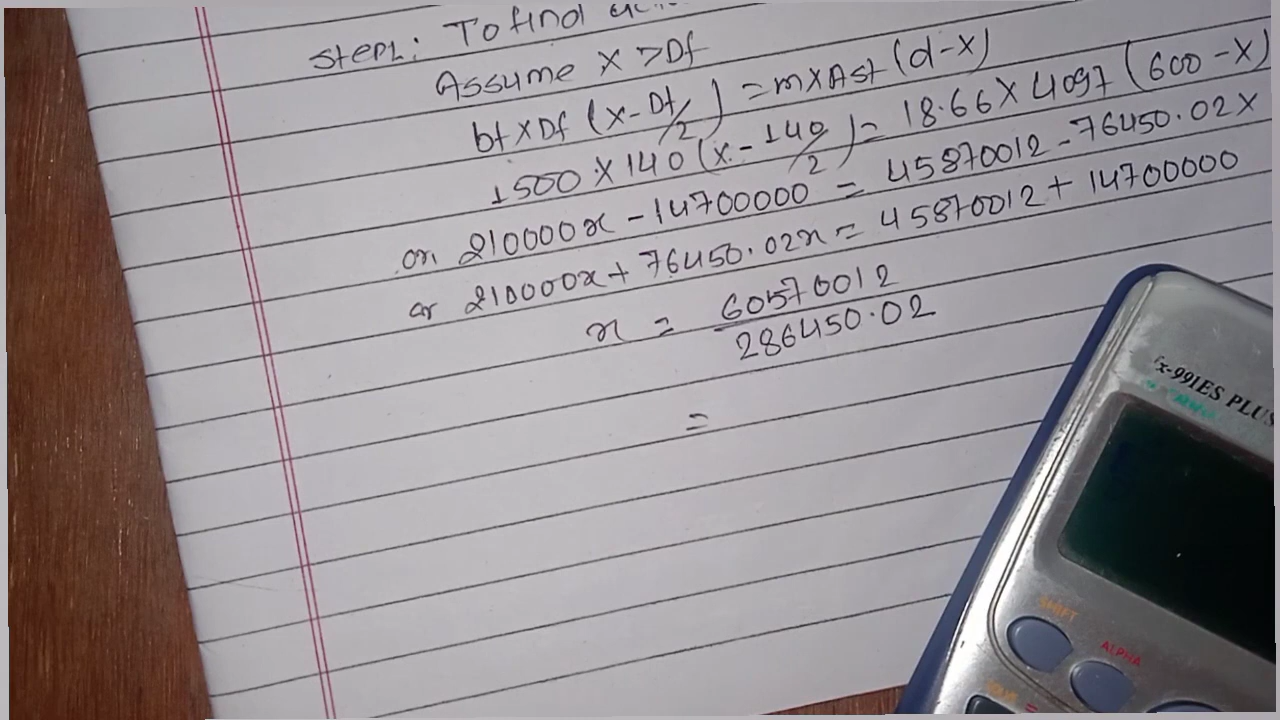 Step1: To find
Assume x > Df
bf x Df (x - Df/2) = m x Ast (d - x)
1500 x 140 (x - 140/2) = 18.66 x 4097 (600 - x)
or, 210000x - 14700000 = 45870012 - 76450.02x
or 210000x + 76450.02x = 45870012 + 14700000
x = 60570012/286450.02
=
fx-991ES PLUS
SHIFT
ALPHA